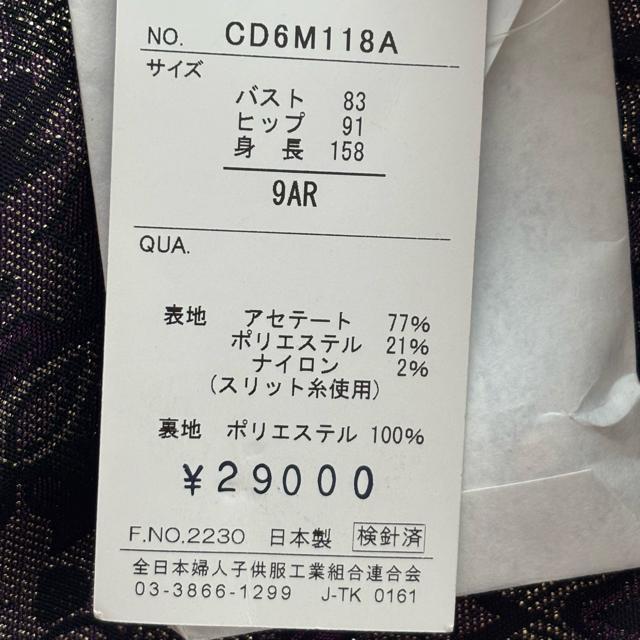 NO. CD6M118A
サイズ
バスト 83
ヒップ 91
身長 158
9AR
QUA.
表地 アセテート 77%
ポリエステル 21%
ナイロン 2%
(スリット糸使用)
裏地 ポリエステル 100%
¥29000
F.NO.2230 日本製 検針済
全日本婦人子供服工業組合連合会
03-3866-1299 J-TK 0161